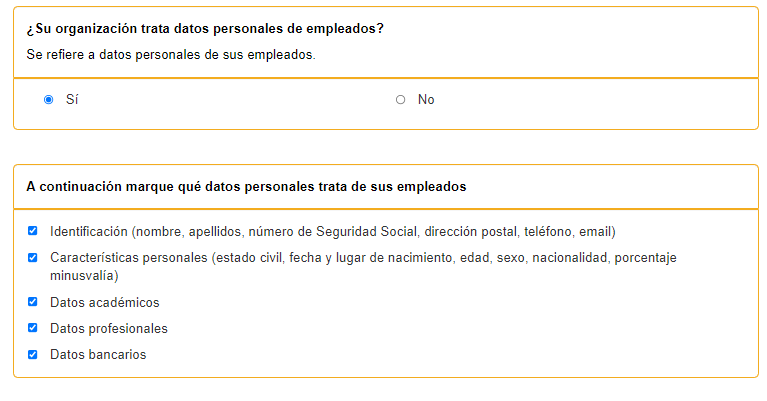 ¿Su organización trata datos personales de empleados?
Se refiere a datos personales de sus empleados.
Sí
No
A continuación marque qué datos personales trata de sus empleados
Identificación (nombre, apellidos, número de Seguridad Social, dirección postal, teléfono, email)
Características personales (estado civil, fecha y lugar de nacimiento, edad, sexo, nacionalidad, porcentaje
minusvalía)
Datos académicos
Datos profesionales
Datos bancarios